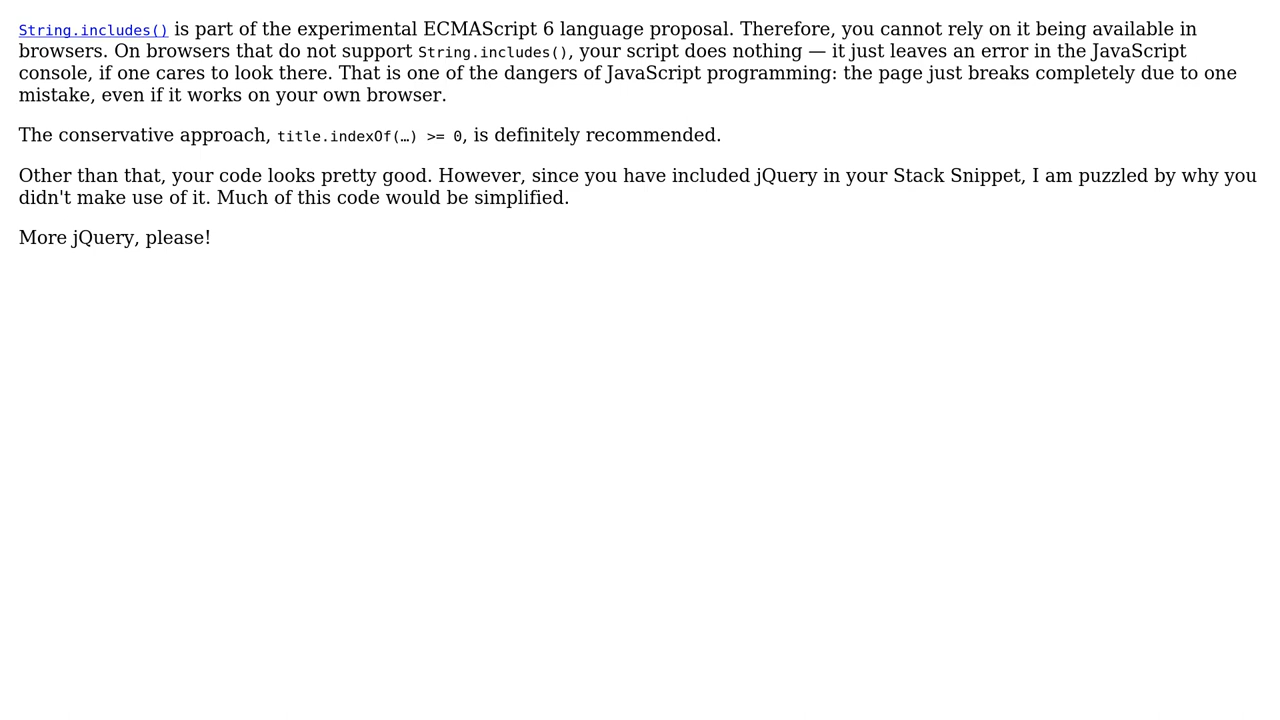 String.includes() is part of the experimental ECMAScript 6 language proposal. Therefore, you cannot rely on it being available in
browsers. On browsers that do not support String.includes(), your script does nothing — it just leaves an error in the JavaScript
console, if one cares to look there. That is one of the dangers of JavaScript programming: the page just breaks completely due to one
mistake, even if it works on your own browser.
The conservative approach, title.indexOf(…) >= 0, is definitely recommended.
Other than that, your code looks pretty good. However, since you have included jQuery in your Stack Snippet, I am puzzled by why you
didn't make use of it. Much of this code would be simplified.
More jQuery, please!